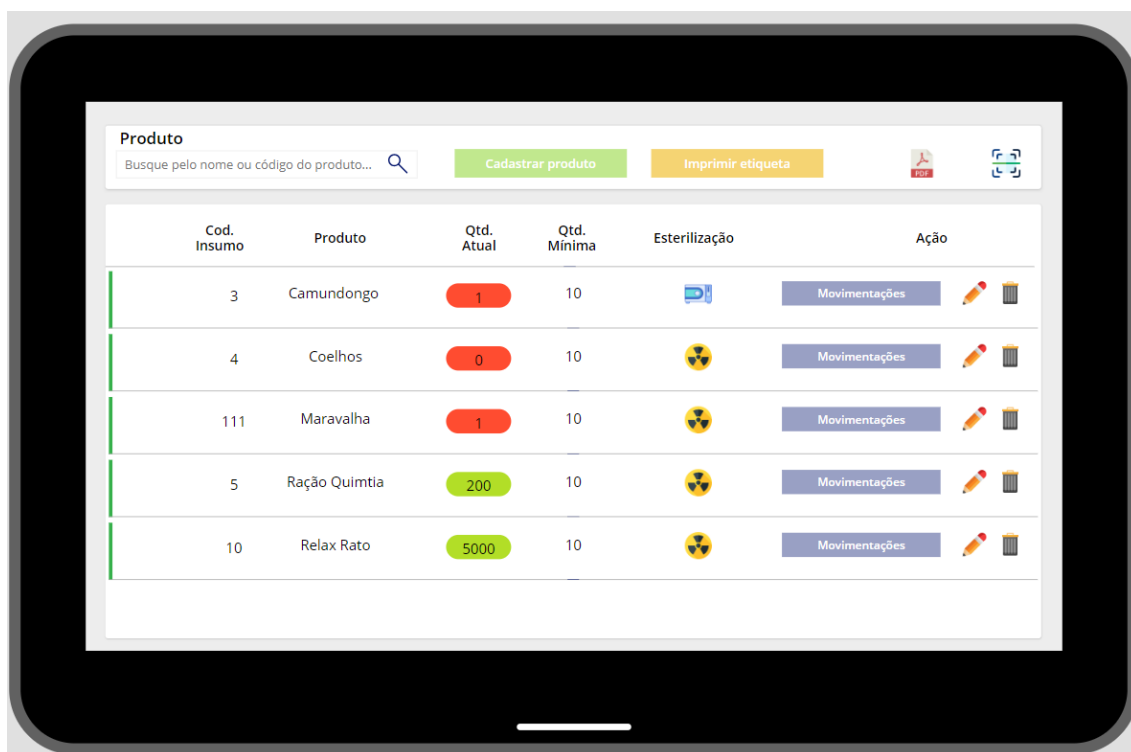 Produto
Busque pelo nome ou código do produto...
Cadastrar produto
Imprimir etiqueta
PDF
Cod. Insumo
Produto
Qtd. Atual
Qtd. Mínima
Esterilização
Ação
3 Camundongo 1 10 Movimentações
4 Coelhos 0 10 Movimentações
111 Maravalha 1 10 Movimentações
5 Ração Quimtia 200 10 Movimentações
10 Relax Rato 5000 10 Movimentações